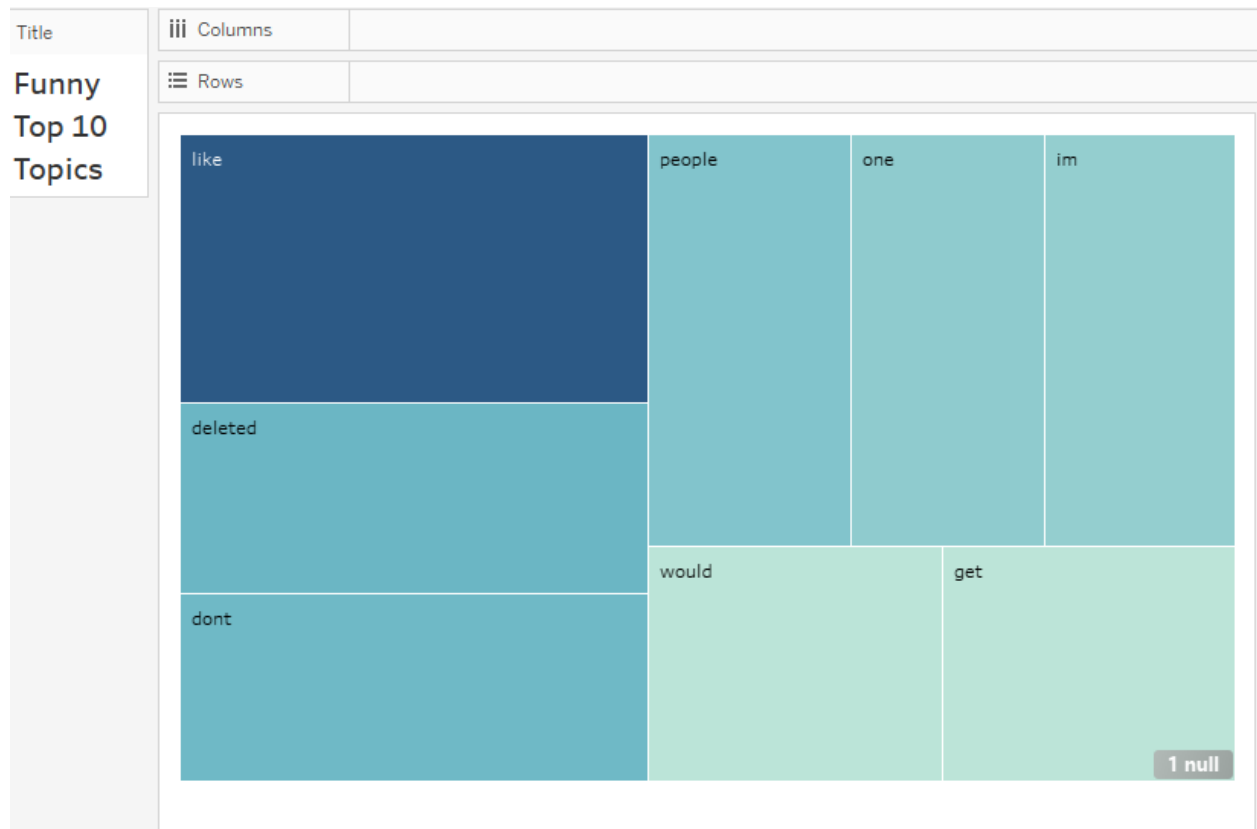 Title
Columns
Funny
Top 10
Topics
Rows
like
people
one
im
deleted
dont
would
get
1 null